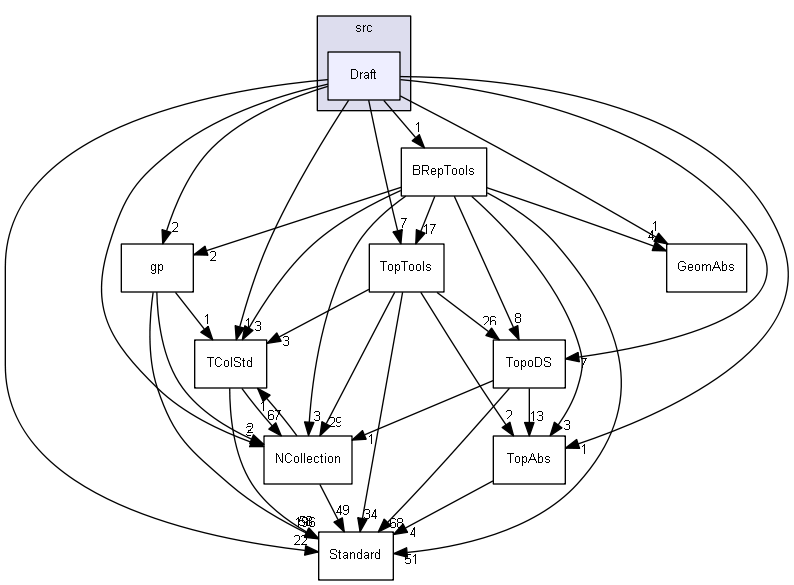 src
Draft
1
BRepTools
2
7
17
1
4
2
gp
TopTools
GeomAbs
1
3
26
8
1
3
TColStd
TopoDS
7
1
67
2
3
29
1
2
13
3
1
NCollection
TopAbs
49
34
68
4
22
51
Standard